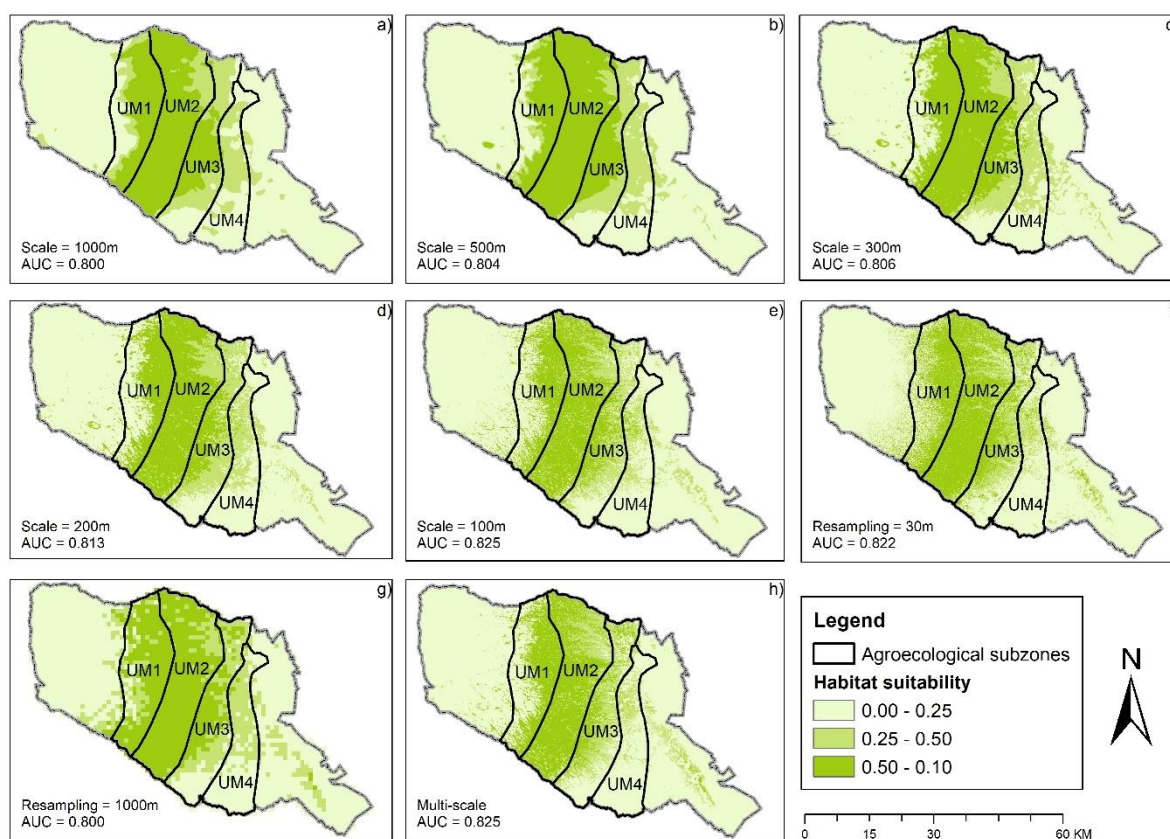 a)
UM1
UM2
UM3
UM4
Scale = 1000m
AUC = 0.800
b)
UM1
UM2
UM3
UM4
Scale = 500m
AUC = 0.804
UM1
UM2
UM3
UM4
Scale = 300m
AUC = 0.806
d)
UM1
UM2
UM3
UM4
Scale = 200m
AUC = 0.813
e)
UM1
UM2
UM3
UM4
Scale = 100m
AUC = 0.825
UM1
UM2
UM3
UM4
Resampling = 30m
AUC = 0.822
g)
UM1
UM2
UM3
UM4
Resampling = 1000m
AUC = 0.800
h)
UM1
UM2
UM3
UM4
Multi-scale
AUC = 0.825
Legend
Agroecological subzones
Habitat suitability
0.00 - 0.25
0.25 - 0.50
0.50 - 0.10
N
0 15 30 60 KM